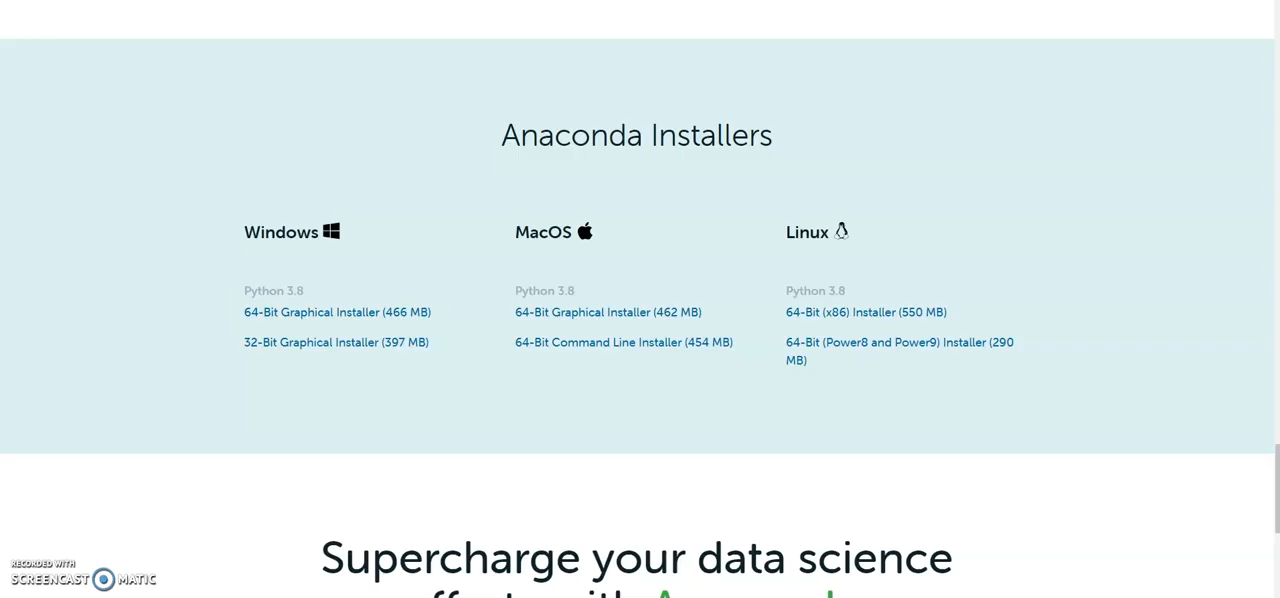 Anaconda Installers
Windows
MacOS
Linux
Python 3.8
64-Bit Graphical Installer (466 MB)
32-Bit Graphical Installer (397 MB)
Python 3.8
64-Bit Graphical Installer (462 MB)
64-Bit Command Line Installer (454 MB)
Python 3.8
64-Bit (x86) Installer (550 MB)
64-Bit (Power8 and Power9) Installer (290
MB)
Supercharge your data science
RECORDED WITH
SCREENCAST MATIC